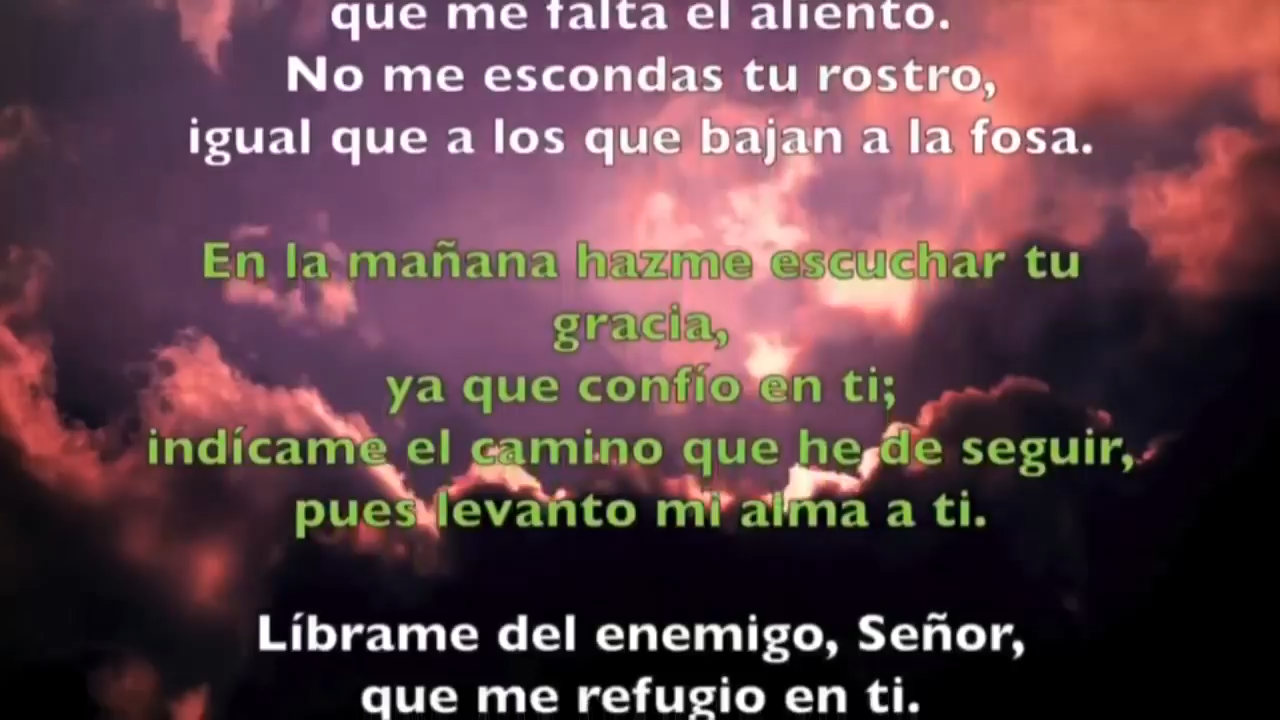 que me falta el aliento.
No me escondas tu rostro,
igual que a los que bajan a la fosa.
En la mañana hazme escuchar tu
gracia,
ya que confío en ti;
indícame el camino que he de seguir,
pues levanto mi alma a ti.
Líbrame del enemigo, Señor,
que me refugio en ti.